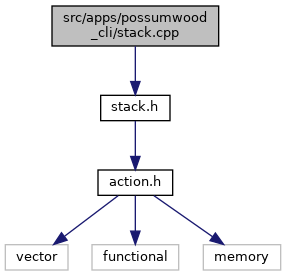 src/apps/possumwood
_cli/stack.cpp
stack.h
action.h
vector
functional
memory